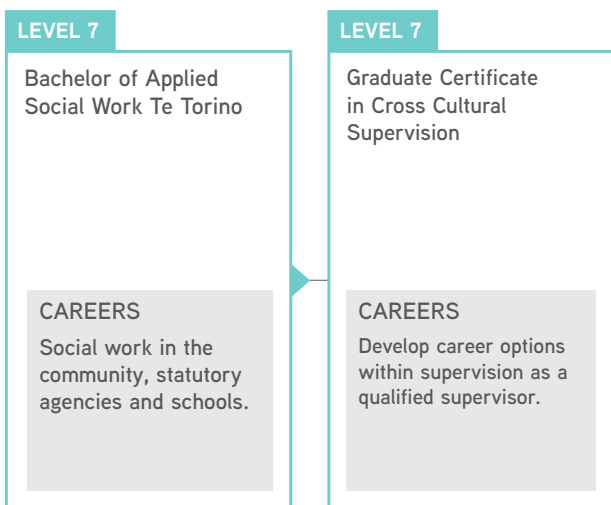 LEVEL 7
Bachelor of Applied
Social Work Te Torino
CAREERS
Social work in the
community, statutory
agencies and schools.
LEVEL 7
Graduate Certificate
in Cross Cultural
Supervision
CAREERS
Develop career options
within supervision as a
qualified supervisor.